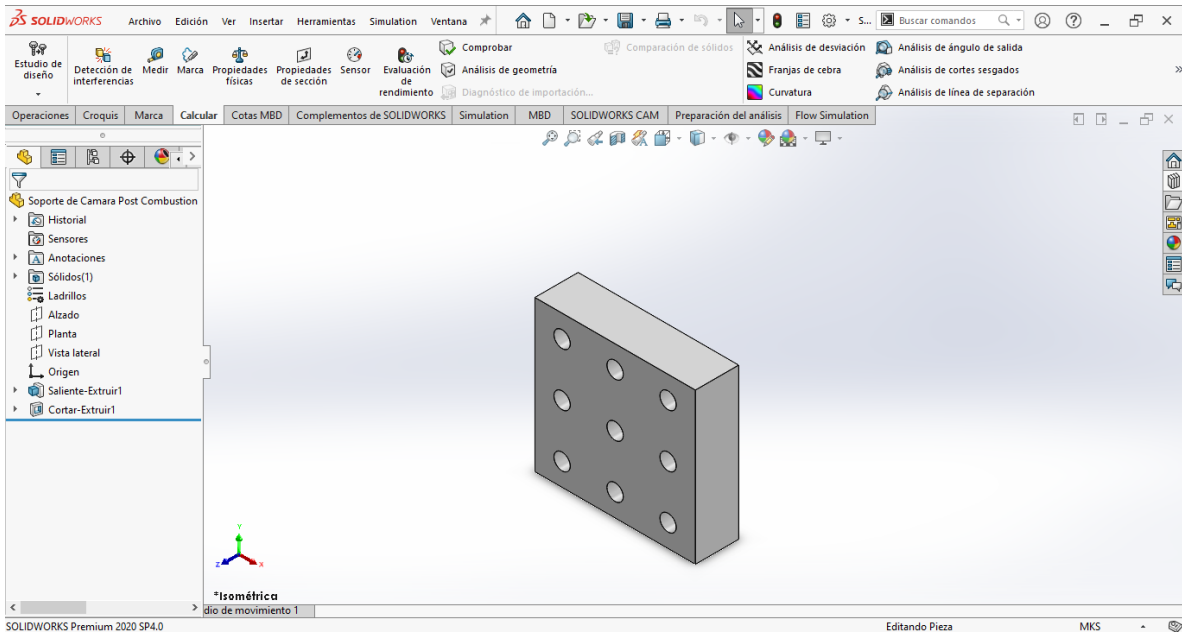 SOLIDWORKS Archivo Edición Ver Insertar Herramientas Simulation Ventana S... Buscar comandos
Estudio de diseño
Detección de interferencias
Medir
Marca
Propiedades físicas
Propiedades de sección
Sensor
Evaluación de rendimiento
Comprobar
Análisis de geometría
Diagnóstico de importación...
Comparación de sólidos
Análisis de desviación
Franjas de cebra
Curvatura
Análisis de ángulo de salida
Análisis de cortes sesgados
Análisis de línea de separación
Operaciones Croquis Marca Calcular Cotas MBD Complementos de SOLIDWORKS Simulation MBD SOLIDWORKS CAM Preparación del análisis Flow Simulation
Soporte de Camara Post Combustion
Historial
Sensores
Anotaciones
Sólidos(1)
Ladrillos
Alzado
Planta
Vista lateral
Origen
Saliente-Extruir1
Cortar-Extruir1
Y
Z
X
*Isométrica
dio de movimiento 1
SOLIDWORKS Premium 2020 SP4.0 Editando Pieza MKS